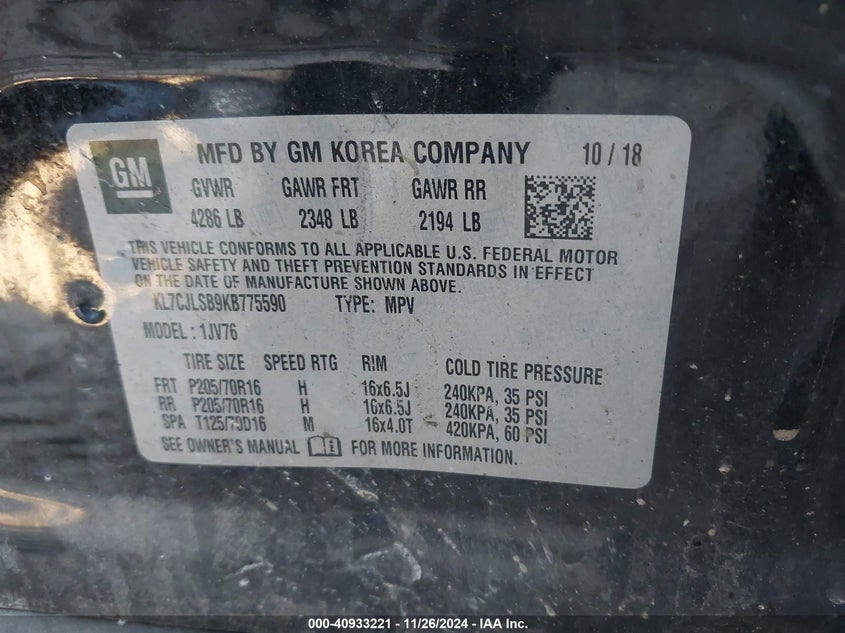 GM MFD BY GM KOREA COMPANY 10 / 18
GVWR GAWR FRT GAWR RR
4286 LB 2348 LB 2194 LB
THIS VEHICLE CONFORMS TO ALL APPLICABLE U.S. FEDERAL MOTOR
VEHICLE SAFETY AND THEFT PREVENTION STANDARDS IN EFFECT
ON THE DATE OF MANUFACTURE SHOWN ABOVE.
KL7CJLSB9KB775590 TYPE: MPV
MODEL : 1JV76
TIRE SIZE SPEED RTG RIM COLD TIRE PRESSURE
FRT P205/70R16 H 16x6.5J 240KPA, 35 PSI
RR P205/70R16 H 16x6.5J 240KPA, 35 PSI
SPA T125/70D16 M 16x4.0T 420KPA, 60 PSI
SEE OWNER'S MANUAL FOR MORE INFORMATION.
000-40933221 - 11/26/2024 - IAA Inc.